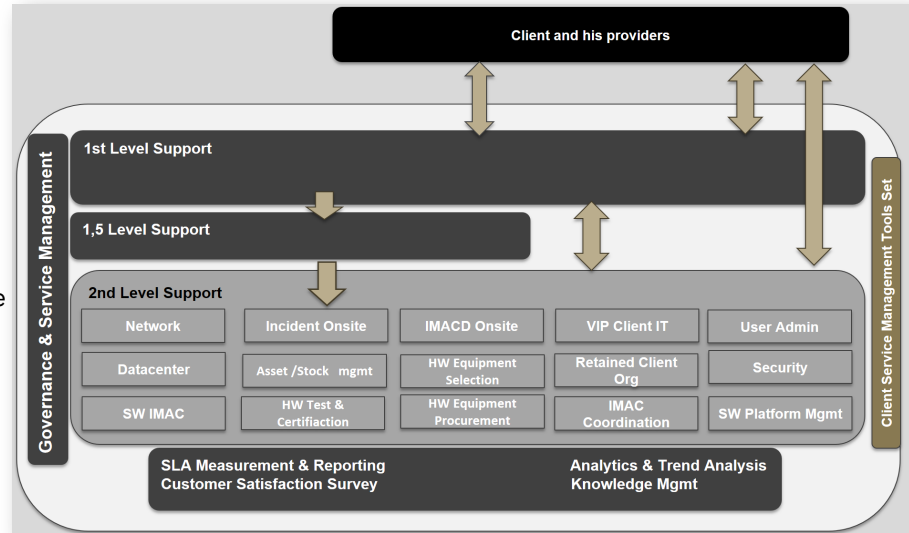 Client and his providers
Governance & Service Management
1st Level Support
1,5 Level Support
2nd Level Support
Network
Incident Onsite
IMACD Onsite
VIP Client IT
User Admin
Datacenter
Asset /Stock mgmt
HW Equipment
Selection
Retained Client
Org
Security
SW IMAC
HW Test &
Certifiaction
HW Equipment
Procurement
IMAC
Coordination
SW Platform Mgmt
Client Service Management Tools Set
SLA Measurement & Reporting
Customer Satisfaction Survey
Analytics & Trend Analysis
Knowledge Mgmt
e